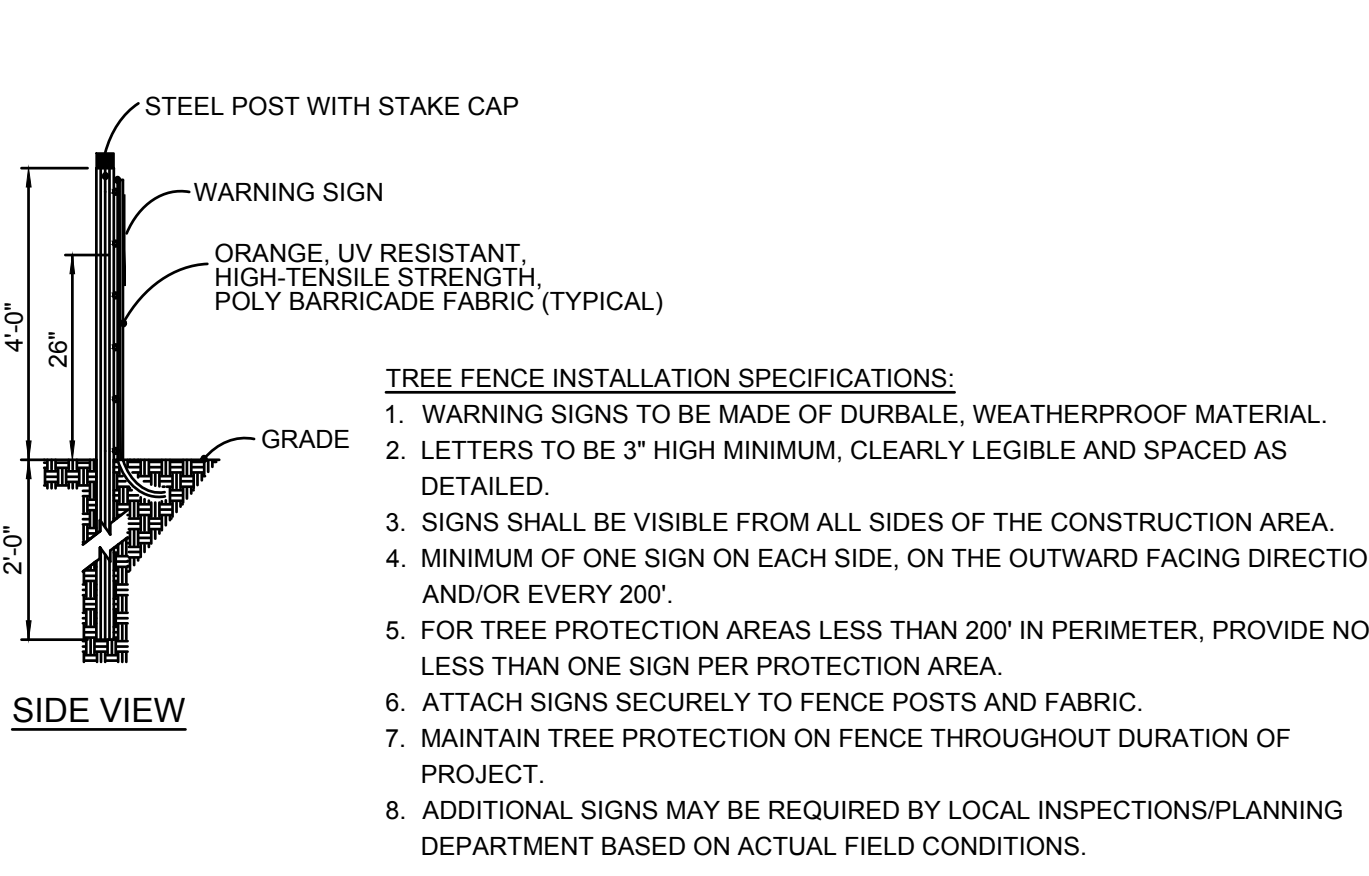 STEEL POST WITH STAKE CAP
WARNING SIGN
ORANGE, UV RESISTANT,
HIGH-TENSILE STRENGTH,
POLY BARRICADE FABRIC (TYPICAL)
4'-0"
26"
GRADE
2'-0"
SIDE VIEW
TREE FENCE INSTALLATION SPECIFICATIONS:
1. WARNING SIGNS TO BE MADE OF DURBALE, WEATHERPROOF MATERIAL.
2. LETTERS TO BE 3" HIGH MINIMUM, CLEARLY LEGIBLE AND SPACED AS
DETAILED.
3. SIGNS SHALL BE VISIBLE FROM ALL SIDES OF THE CONSTRUCTION AREA.
4. MINIMUM OF ONE SIGN ON EACH SIDE, ON THE OUTWARD FACING DIRECTIO
AND/OR EVERY 200'.
5. FOR TREE PROTECTION AREAS LESS THAN 200' IN PERIMETER, PROVIDE NO
LESS THAN ONE SIGN PER PROTECTION AREA.
6. ATTACH SIGNS SECURELY TO FENCE POSTS AND FABRIC.
7. MAINTAIN TREE PROTECTION ON FENCE THROUGHOUT DURATION OF
PROJECT.
8. ADDITIONAL SIGNS MAY BE REQUIRED BY LOCAL INSPECTIONS/PLANNING
DEPARTMENT BASED ON ACTUAL FIELD CONDITIONS.